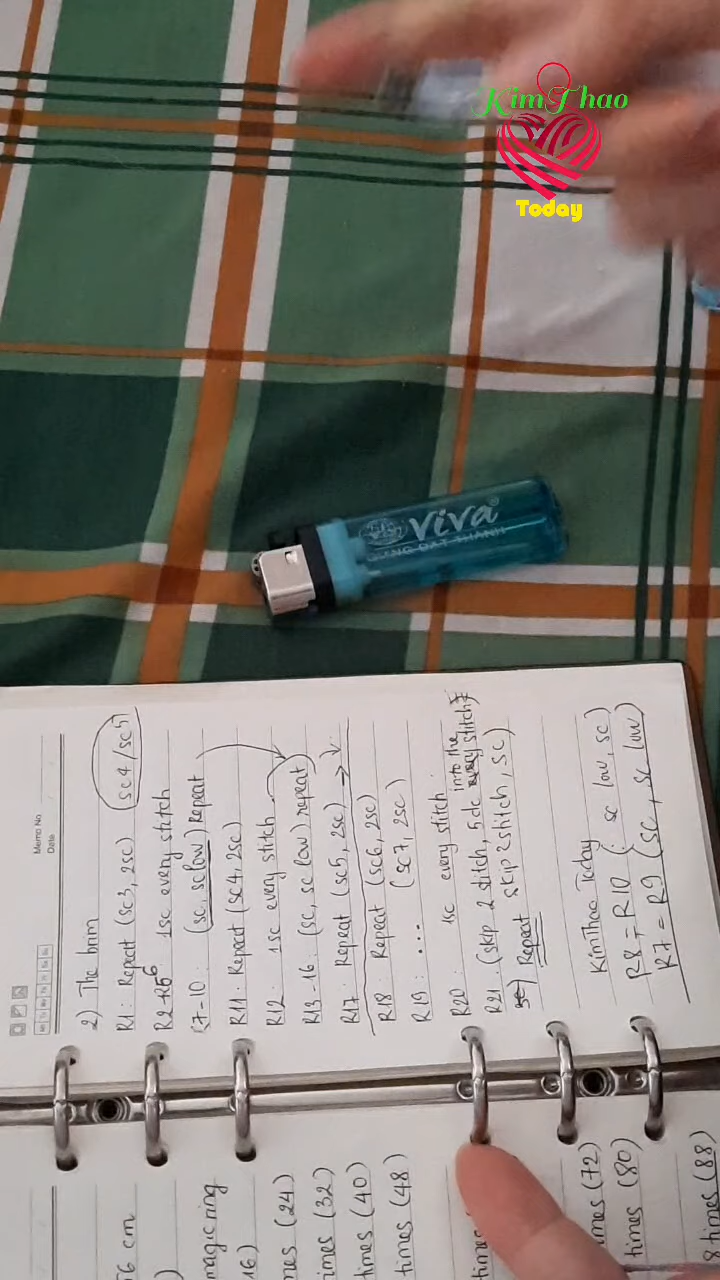 KimThao
Today
Viva
Memo No.
Date
2) The brim
R1: Repeat (sc3, 2sc) sc4/sc5
R2-R6: 1sc every stitch
R7-10: (sc, sc low) Repeat
R11: Repeat (sc4, 2sc)
R12: 1sc every stitch.
R13-16: (sc, sc low) repeat
R17: Repeat (sc5, 2sc) →
R18 Repeat (sc6, 2sc)
R19: ... (sc7, 2sc)
R20: 1sc every stitch.
R21: (skip 2 stitch, 5dc into the stitch,
skip 2 stitch, sc)
Repeat
KimThao Today
R8 = R10 (: sc low, sc)
R7 = R9 (sc, sc low)
56 cm
)
magic ring
16)
mes (24)
imes (32)
times (40)
times (48)
times
imes (72)
times (80)
8 times (88)